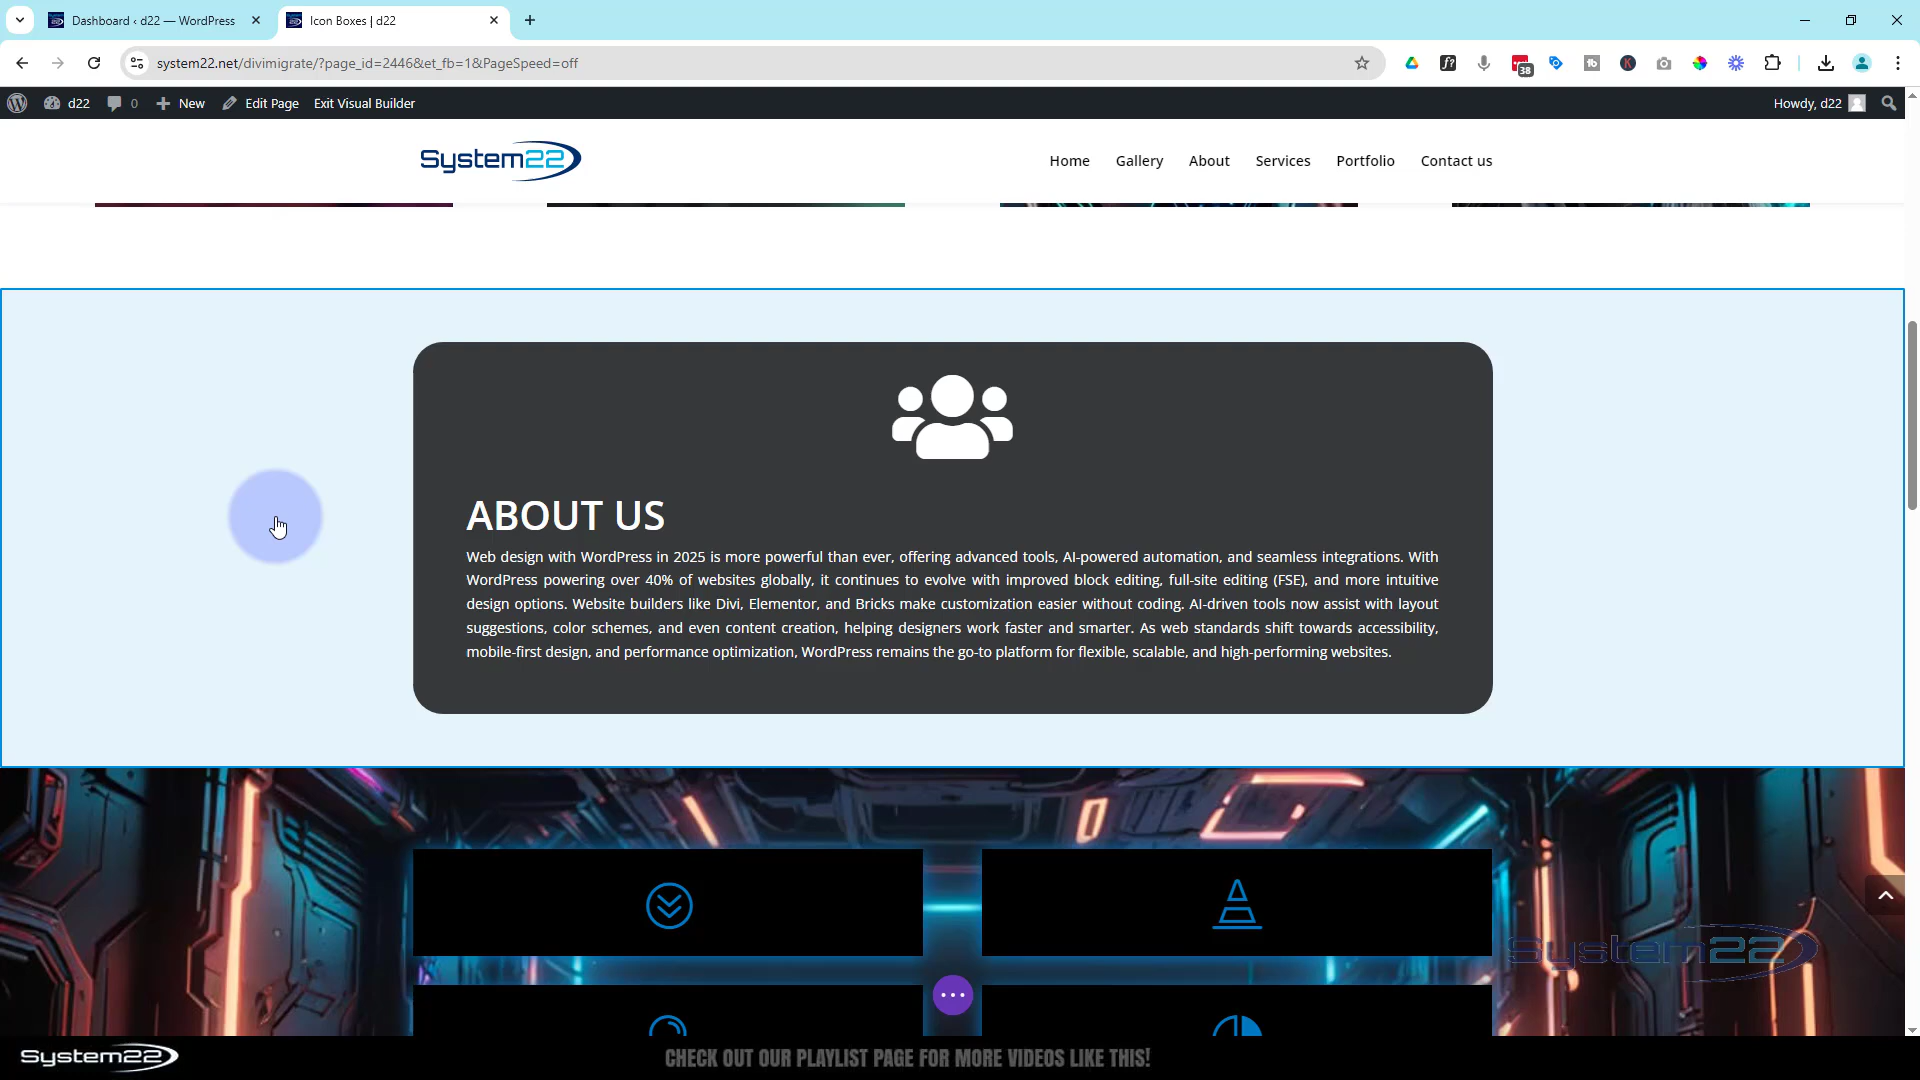 Dashboard ‹ d22 — WordPress
Icon Boxes | d22
system22.net/divimigrate/?page_id=2446&et_fb=1&PageSpeed=off
38
d22
0
New
Edit Page
Exit Visual Builder
Howdy, d22
System22
Home
Gallery
About
Services
Portfolio
Contact us
ABOUT US
Web design with WordPress in 2025 is more powerful than ever, offering advanced tools, AI-powered automation, and seamless integrations. With
WordPress powering over 40% of websites globally, it continues to evolve with improved block editing, full-site editing (FSE), and more intuitive
design options. Website builders like Divi, Elementor, and Bricks make customization easier without coding. AI-driven tools now assist with layout
suggestions, color schemes, and even content creation, helping designers work faster and smarter. As web standards shift towards accessibility,
mobile-first design, and performance optimization, WordPress remains the go-to platform for flexible, scalable, and high-performing websites.
System22
System22
CHECK OUT OUR PLAYLIST PAGE FOR MORE VIDEOS LIKE THIS!